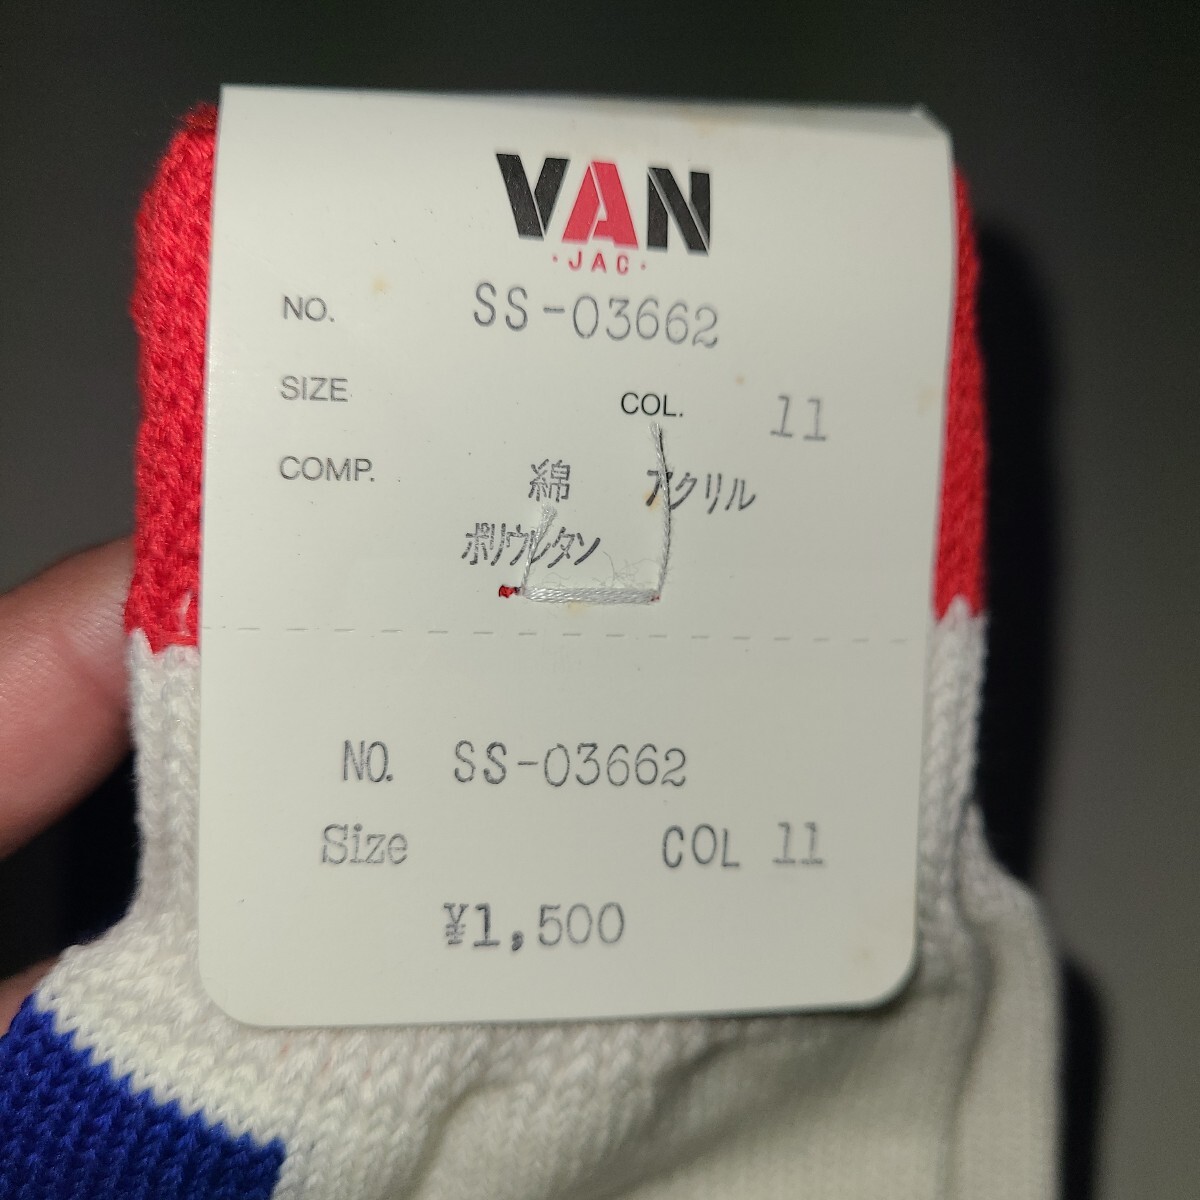 VAN
·JAC·
NO. SS-03662
SIZE COL. 11
COMP. 綿 アクリル
ポリウレタン
NO. SS-03662
Size COL 11
¥1,500